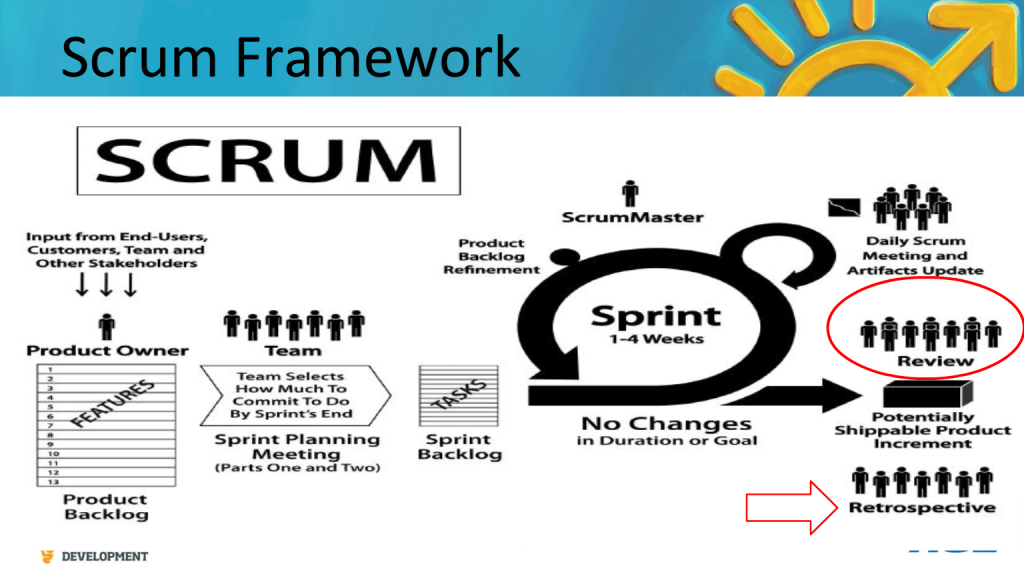 Scrum Framework
SCRUM
Input from End-Users,
Customers, Team and
Other Stakeholders
Product Owner
1
2
3
4
5
6
7
8
9
10
11
12
13
FEATURES
Product
Backlog
Team
Team Selects
How Much To
Commit To Do
By Sprint's End
Sprint Planning
Meeting
(Parts One and Two)
TASKS
Sprint
Backlog
Product
Backlog
Refinement
ScrumMaster
Sprint
1-4 Weeks
No Changes
in Duration or Goal
Daily Scrum
Meeting and
Artifacts Update
Review
Potentially
Shippable Product
Increment
Retrospective
DEVELOPMENT